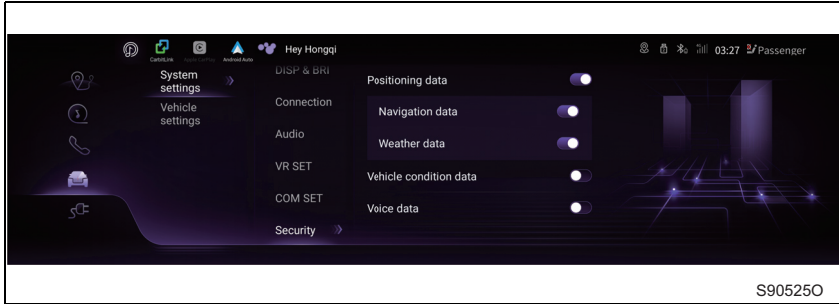 CarbitLink
Apple CarPlay
Android Auto
Hey Hongqi
03:27
Passenger
System
settings
Vehicle
settings
DISP & BRI
Connection
Audio
VR SET
COM SET
Security
Positioning data
Navigation data
Weather data
Vehicle condition data
Voice data
S90525O